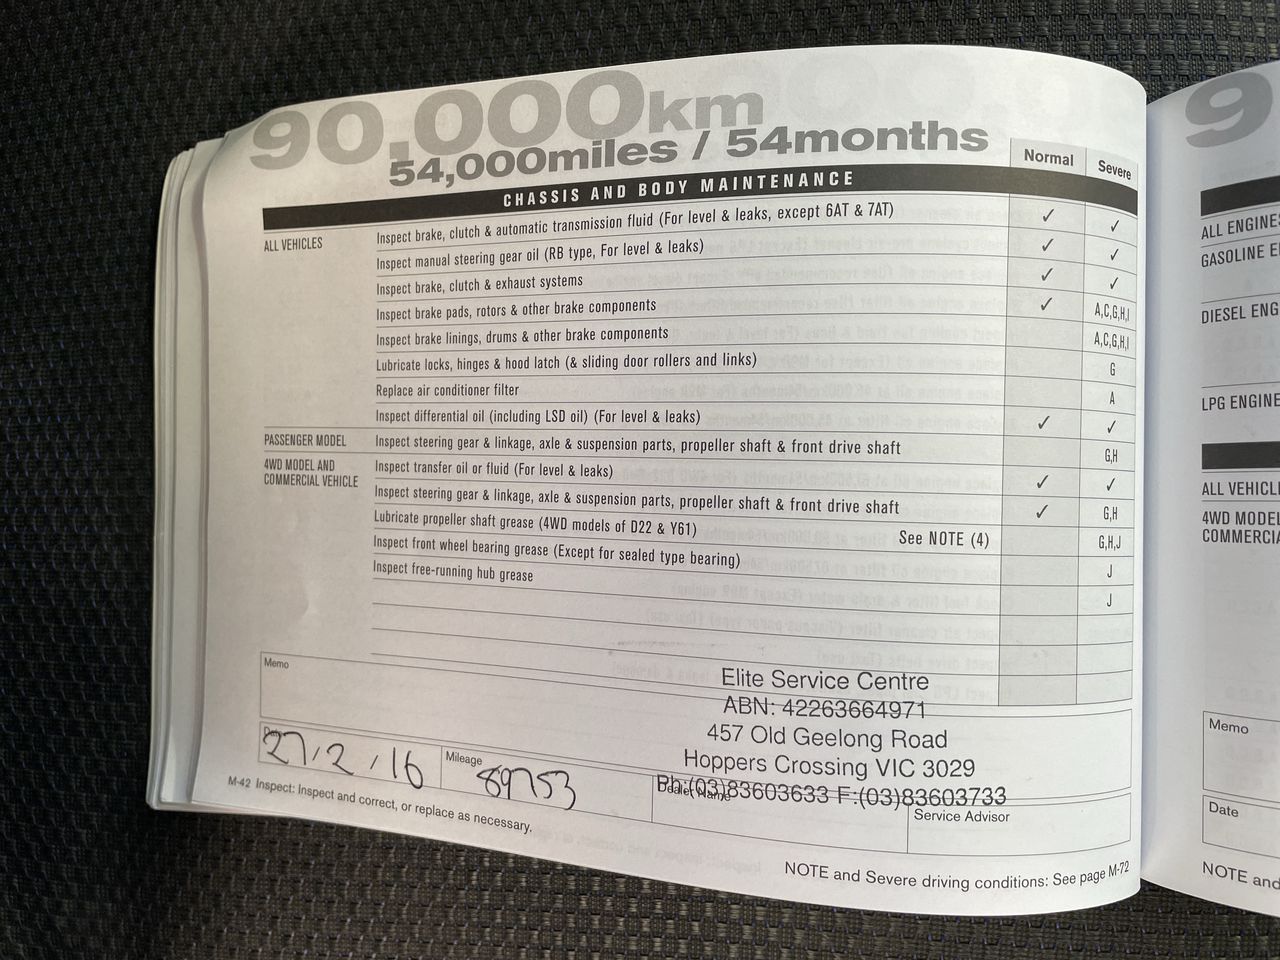 90,000km
54,000miles / 54months
Normal Severe
CHASSIS AND BODY MAINTENANCE
ALL VEHICLES Inspect brake, clutch & automatic transmission fluid (For level & leaks, except 6AT & 7AT) ✓ ✓
Inspect manual steering gear oil (RB type, For level & leaks) ✓ ✓
Inspect brake, clutch & exhaust systems ✓ ✓
Inspect brake pads, rotors & other brake components ✓ A,C,G,H,I
Inspect brake linings, drums & other brake components A,C,G,H,I
Lubricate locks, hinges & hood latch (& sliding door rollers and links) G
Replace air conditioner filter A
Inspect differential oil (including LSD oil) (For level & leaks) ✓ ✓
PASSENGER MODEL Inspect steering gear & linkage, axle & suspension parts, propeller shaft & front drive shaft G,H
4WD MODEL AND COMMERCIAL VEHICLE Inspect transfer oil or fluid (For level & leaks) ✓ ✓
Inspect steering gear & linkage, axle & suspension parts, propeller shaft & front drive shaft ✓ G,H
Lubricate propeller shaft grease (4WD models of D22 & Y61) See NOTE (4) G,H,J
Inspect front wheel bearing grease (Except for sealed type bearing) J
Inspect free-running hub grease J
Memo
Elite Service Centre
ABN: 42263664971
457 Old Geelong Road
Hoppers Crossing VIC 3029
Ph:(03)83603633 F:(03)83603733
Date 27/2/16
Mileage 89753
Dealer Name
Service Advisor
M-42 Inspect: Inspect and correct, or replace as necessary.
NOTE and Severe driving conditions: See page M-72
9
ALL ENGINES
GASOLINE E
DIESEL ENG
LPG ENGINE
ALL VEHICL
4WD MODEL
COMMERCIA
Memo
Date
NOTE and